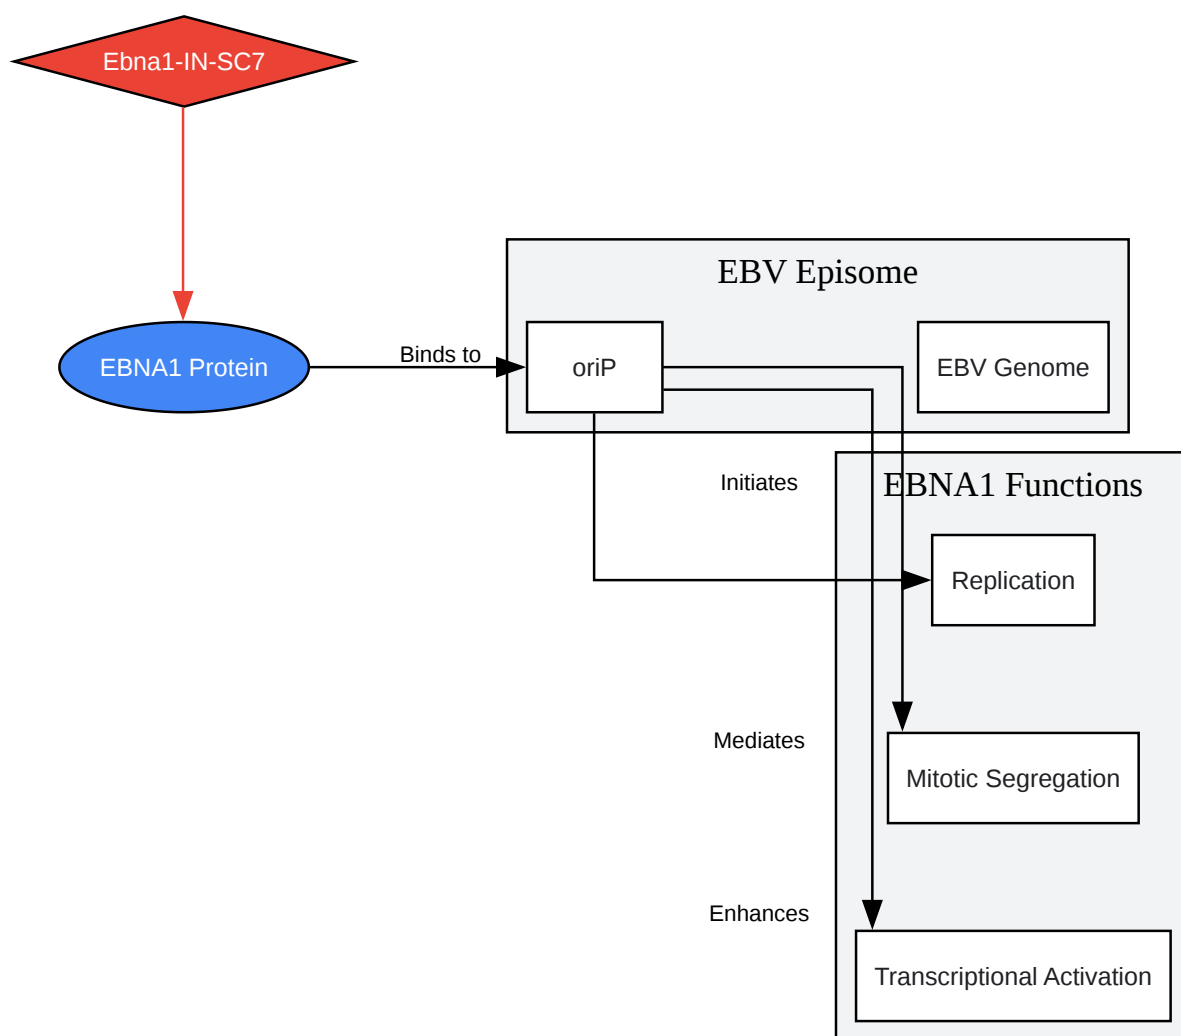 Ebna1-IN-SC7
EBV Episome
EBNA1 Protein
Binds to
oriP
EBV Genome
Initiates
EBNA1 Functions
Replication
Mediates
Mitotic Segregation
Enhances
Transcriptional Activation